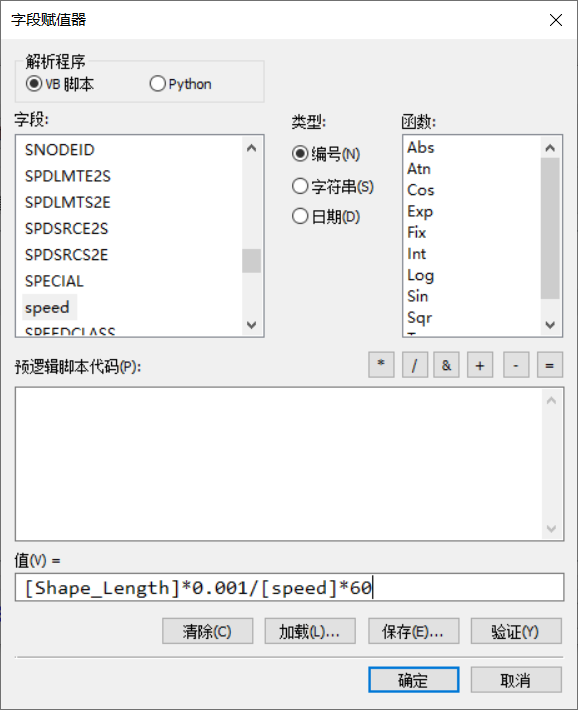 字段赋值器
解析程序
VB 脚本 Python
字段:
SNODEID
SPDLMTE2S
SPDLMTS2E
SPDSRCE2S
SPDSRCS2E
SPECIAL
speed
SPEEDCLASS
类型:
编号(N)
字符串(S)
日期(D)
函数:
Abs
Atn
Cos
Exp
Fix
Int
Log
Sin
Sqr
预逻辑脚本代码(P):
* / & + - =
值(V) =
[Shape_Length]*0.001/[speed]*60
清除(C) 加载(L)... 保存(E)... 验证(Y)
确定 取消